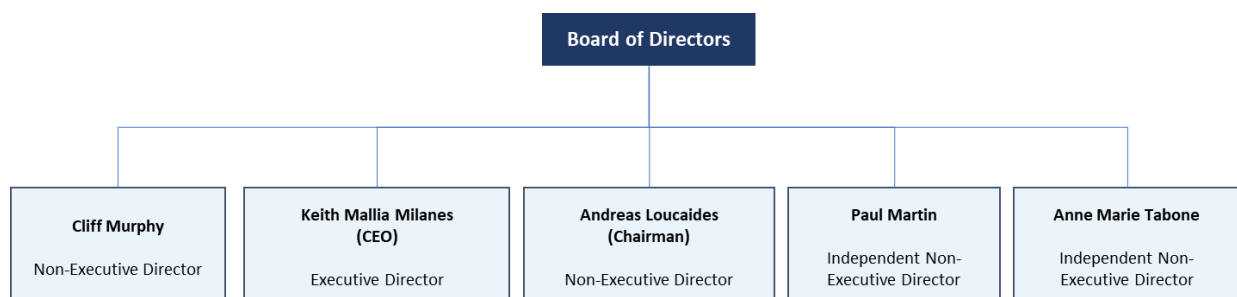 Board of Directors
Cliff Murphy
Non-Executive Director
Keith Mallia Milanes
(CEO)
Executive Director
Andreas Loucaides
(Chairman)
Non-Executive Director
Paul Martin
Independent Non-
Executive Director
Anne Marie Tabone
Independent Non-
Executive Director